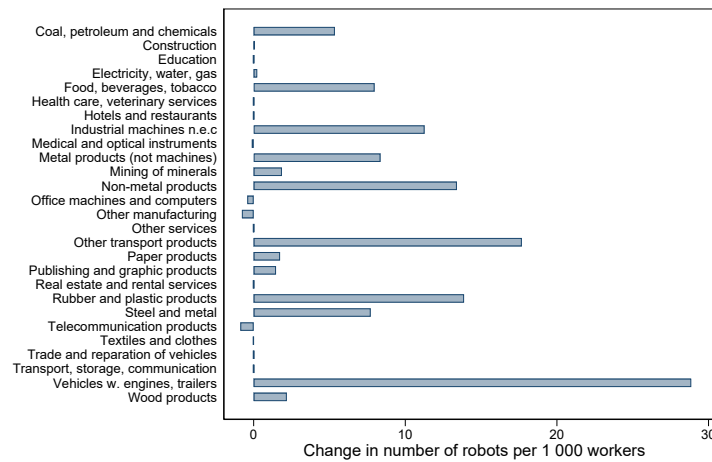 Coal, petroleum and chemicals
Construction
Education
Electricity, water, gas
Food, beverages, tobacco
Health care, veterinary services
Hotels and restaurants
Industrial machines n.e.c
Medical and optical instruments
Metal products (not machines)
Mining of minerals
Non-metal products
Office machines and computers
Other manufacturing
Other services
Other transport products
Paper products
Publishing and graphic products
Real estate and rental services
Rubber and plastic products
Steel and metal
Telecommunication products
Textiles and clothes
Trade and reparation of vehicles
Transport, storage, communication
Vehicles w. engines, trailers
Wood products
0 10 20 30
Change in number of robots per 1 000 workers